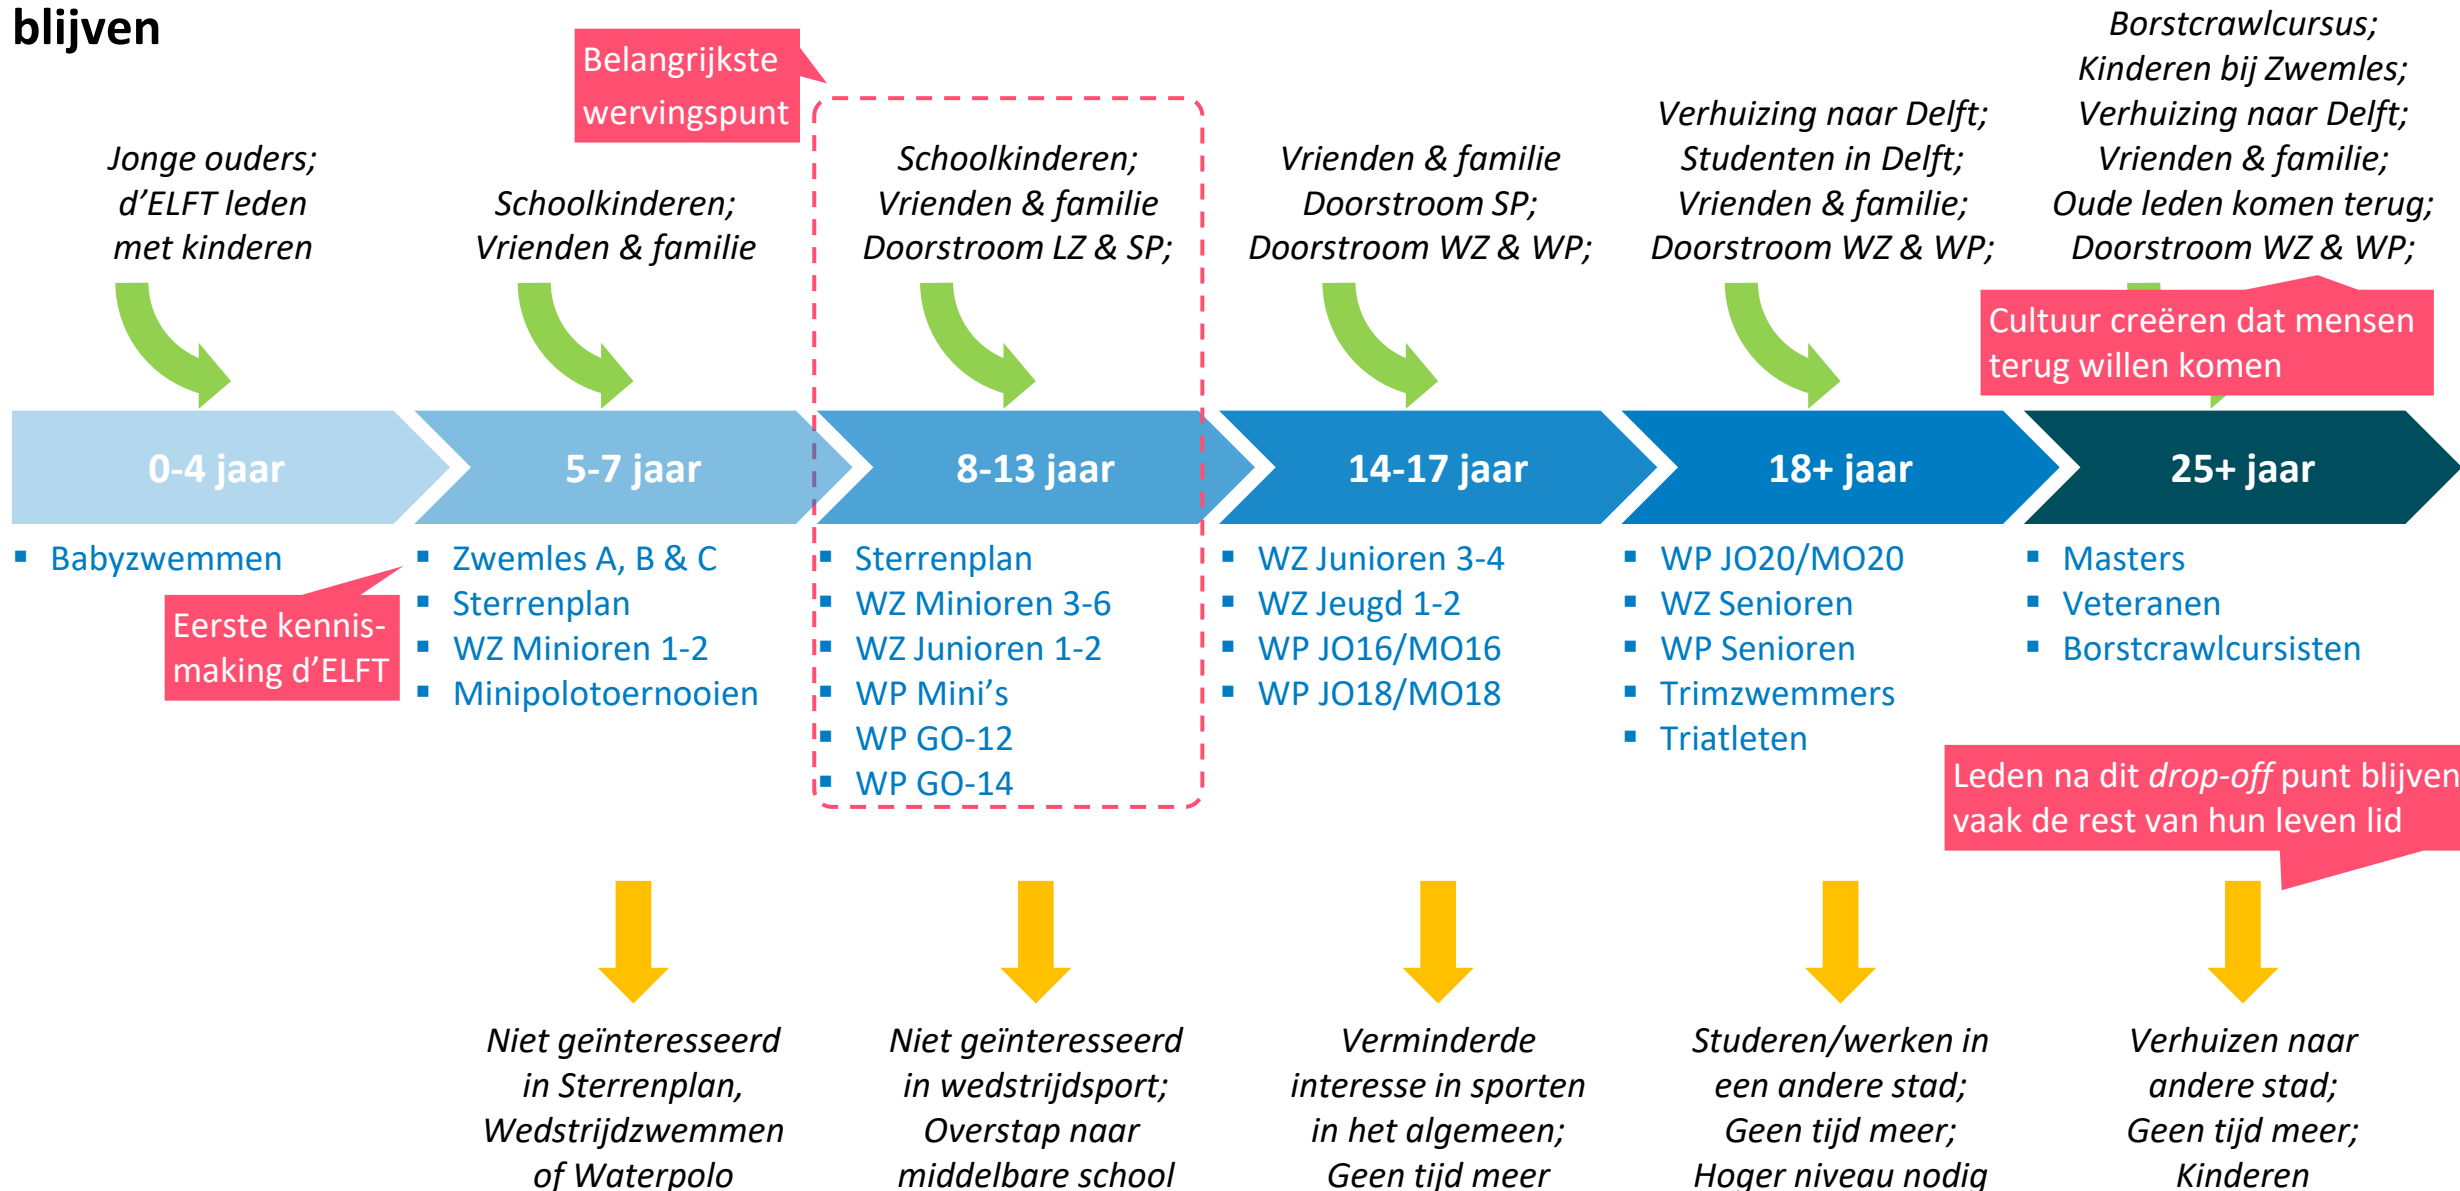 blijven
Belangrijkste
wervingspunt
Jonge ouders;
d’ELFT leden
met kinderen
Schoolkinderen;
Vrienden & familie
Schoolkinderen;
Vrienden & familie
Doorstroom LZ & SP;
Vrienden & familie
Doorstroom SP;
Doorstroom WZ & WP;
Verhuizing naar Delft;
Studenten in Delft;
Vrienden & familie;
Doorstroom WZ & WP;
Borstcrawlcursus;
Kinderen bij Zwemles;
Verhuizing naar Delft;
Vrienden & familie;
Oude leden komen terug;
Doorstroom WZ & WP;
Cultuur creëren dat mensen
terug willen komen
0-4 jaar
5-7 jaar
8-13 jaar
14-17 jaar
18+ jaar
25+ jaar
▪ Babyzwemmen
Eerste kennis-
making d’ELFT
▪ Zwemles A, B & C
▪ Sterrenplan
▪ WZ Minioren 1-2
▪ Minipolotoernooien
▪ Sterrenplan
▪ WZ Minioren 3-6
▪ WZ Junioren 1-2
▪ WP Mini’s
▪ WP GO-12
▪ WP GO-14
▪ WZ Junioren 3-4
▪ WZ Jeugd 1-2
▪ WP JO16/MO16
▪ WP JO18/MO18
▪ WP JO20/MO20
▪ WZ Senioren
▪ WP Senioren
▪ Trimzwemmers
▪ Triatleten
▪ Masters
▪ Veteranen
▪ Borstcrawlcursisten
Leden na dit drop-off punt blijven
vaak de rest van hun leven lid
Niet geïnteresseerd
in Sterrenplan,
Wedstrijdzwemmen
of Waterpolo
Niet geïnteresseerd
in wedstrijdsport;
Overstap naar
middelbare school
Verminderde
interesse in sporten
in het algemeen;
Geen tijd meer
Studeren/werken in
een andere stad;
Geen tijd meer;
Hoger niveau nodig
Verhuizen naar
andere stad;
Geen tijd meer;
Kinderen